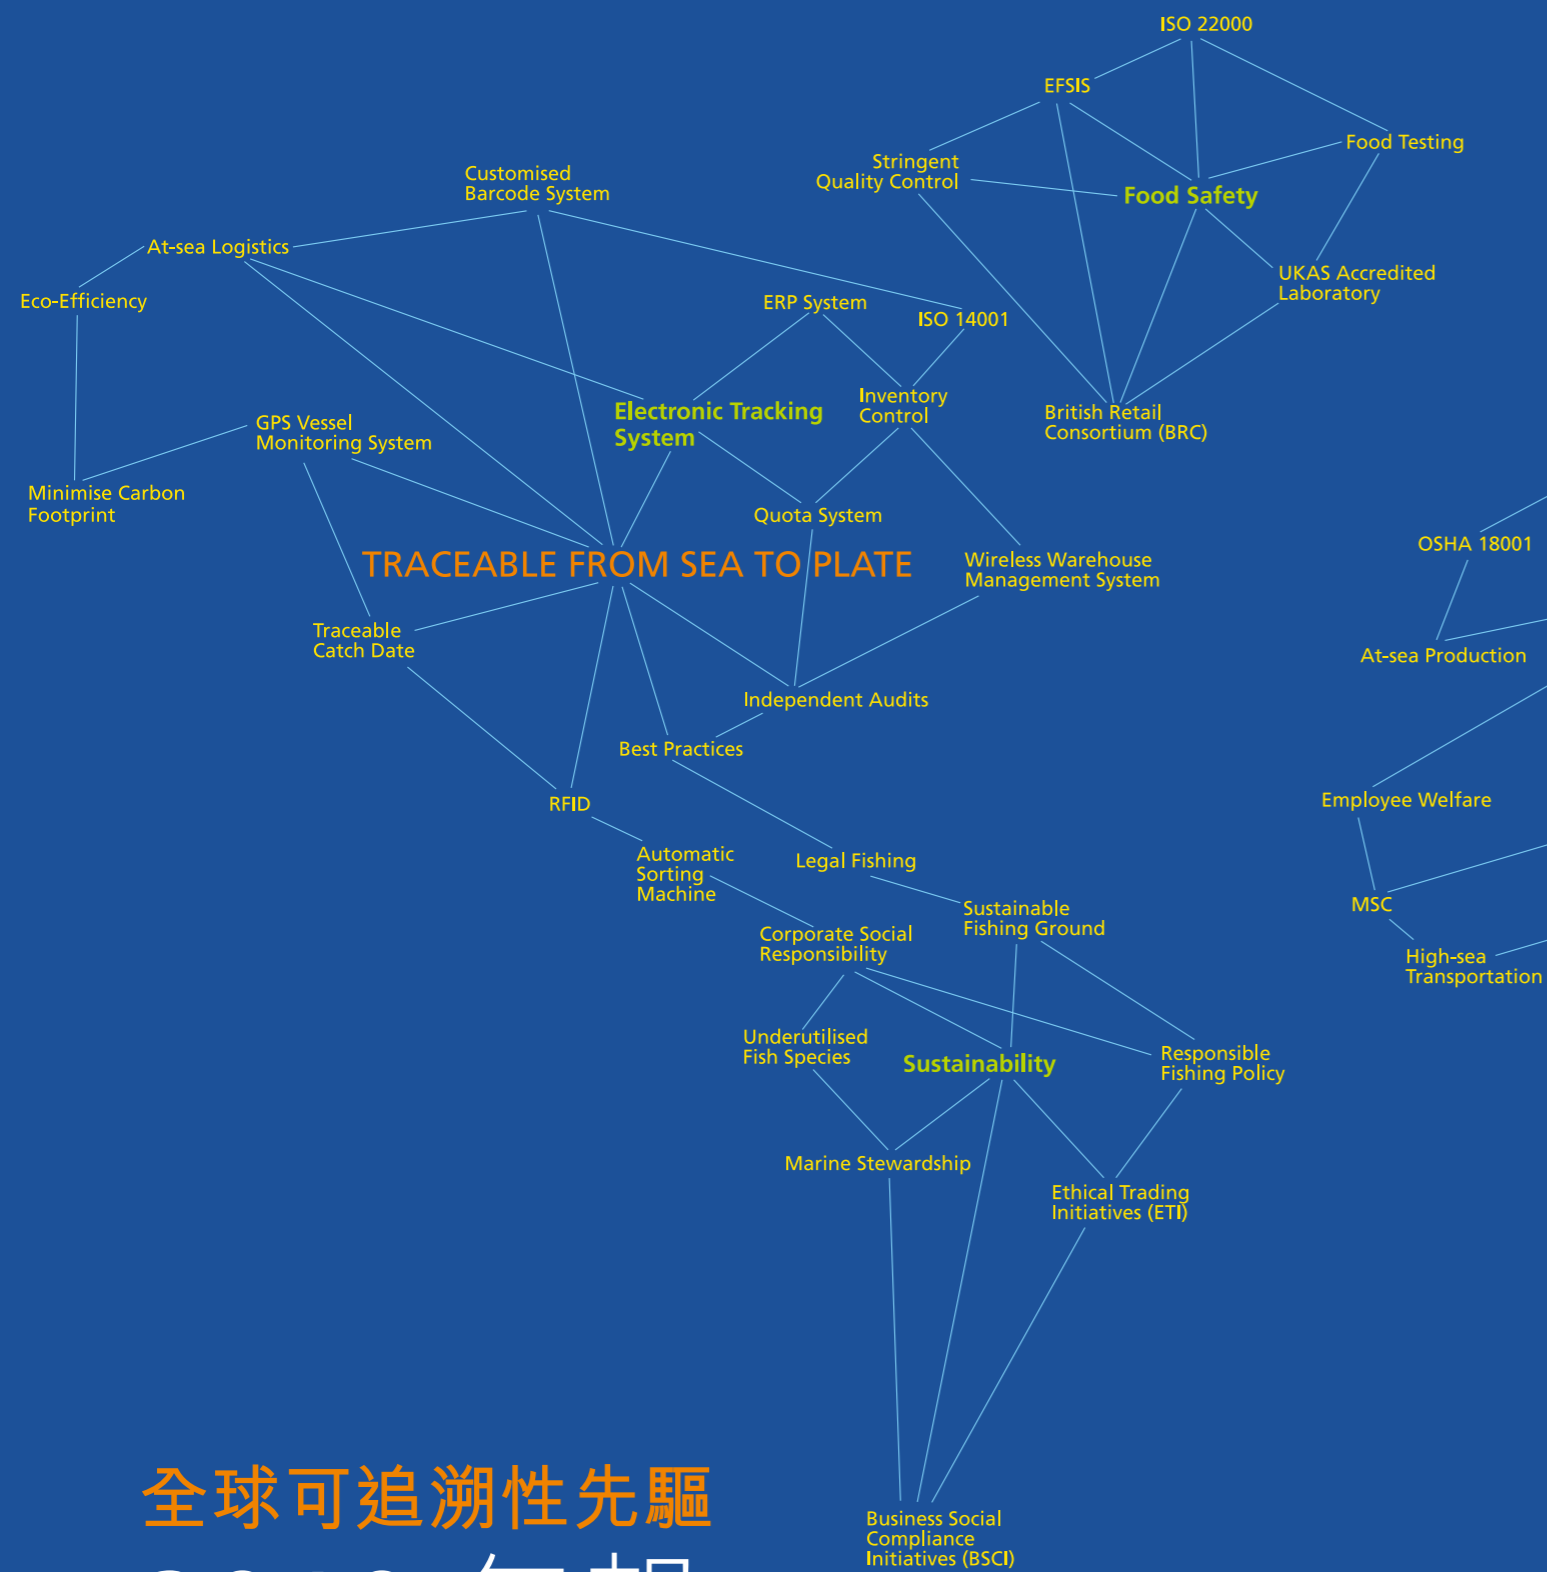 ISO 22000
EFSIS
Food Testing
Stringent
Quality Control
Food Safety
Customised
Barcode System
At-sea Logistics
UKAS Accredited
Laboratory
Eco-Efficiency
ERP System
ISO 14001
Electronic Tracking
System
Inventory
Control
British Retail
Consortium (BRC)
GPS Vessel
Monitoring System
Minimise Carbon
Footprint
Quota System
OSHA 18001
TRACEABLE FROM SEA TO PLATE
Wireless Warehouse
Management System
Traceable
Catch Date
At-sea Production
Independent Audits
Best Practices
RFID
Employee Welfare
Automatic
Sorting
Machine
Legal Fishing
MSC
Sustainable
Fishing Ground
Corporate Social
Responsibility
High-sea
Transportation
Underutilised
Fish Species
Sustainability
Responsible
Fishing Policy
Marine Stewardship
Ethical Trading
Initiatives (ETI)
全球可追溯性先驅
Business Social
Compliance
Initiatives (BSCI)